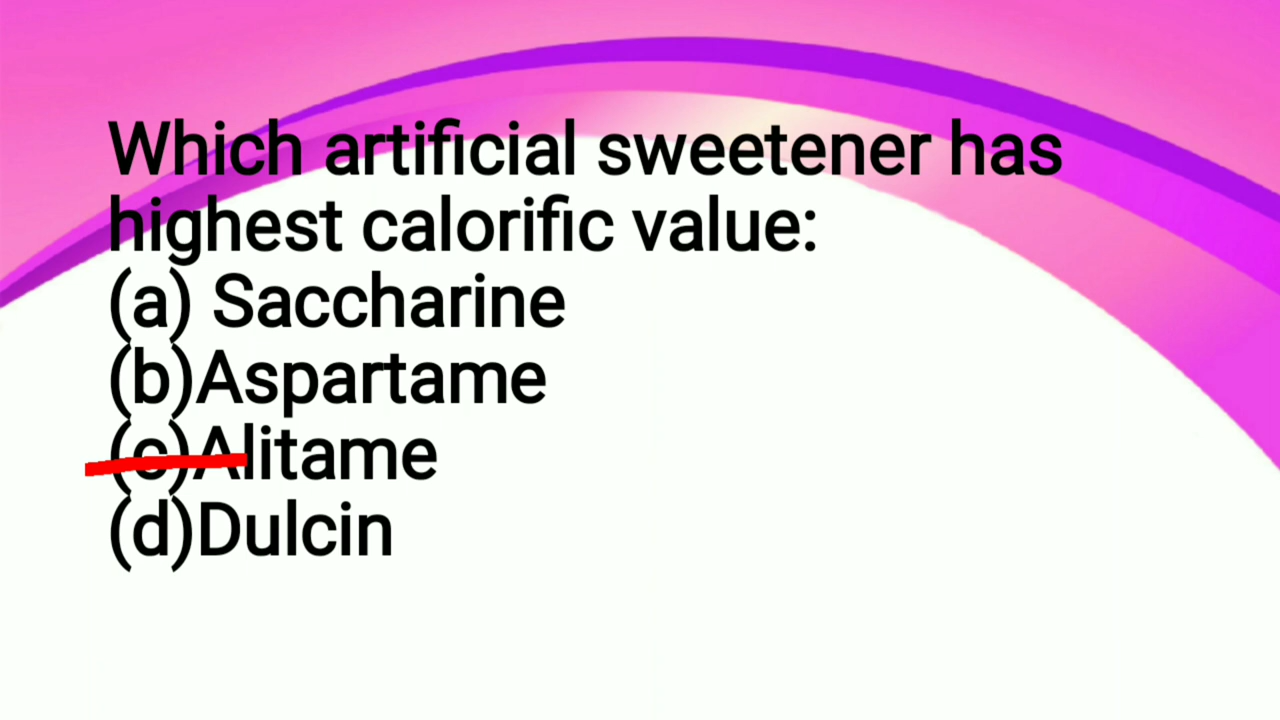 Which artificial sweetener has
highest calorific value:
(a) Saccharine
(b)Aspartame
(c)Alitame
(d)Dulcin